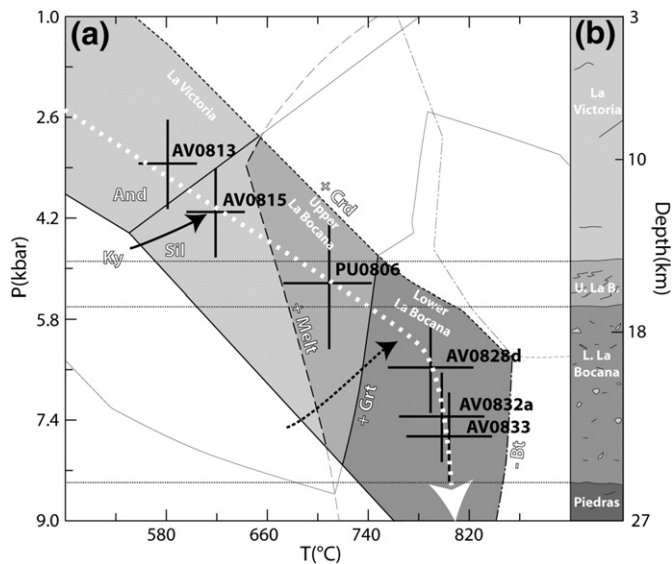 (a)
(b)
1.0
2.6
4.2
5.8
7.4
9.0
P(kbar)
580
660
740
820
T(°C)
3
10
18
27
Depth(km)
La Victoria
AV0813
And
AV0815
Ky
Sil
+ Crd
Upper
La Bocana
PU0806
+ Melt
Lower
La Bocana
AV0828d
+ Grt
AV0832a
AV0833
- Bt
La
Victoria
U. La B.
L. La
Bocana
Piedras